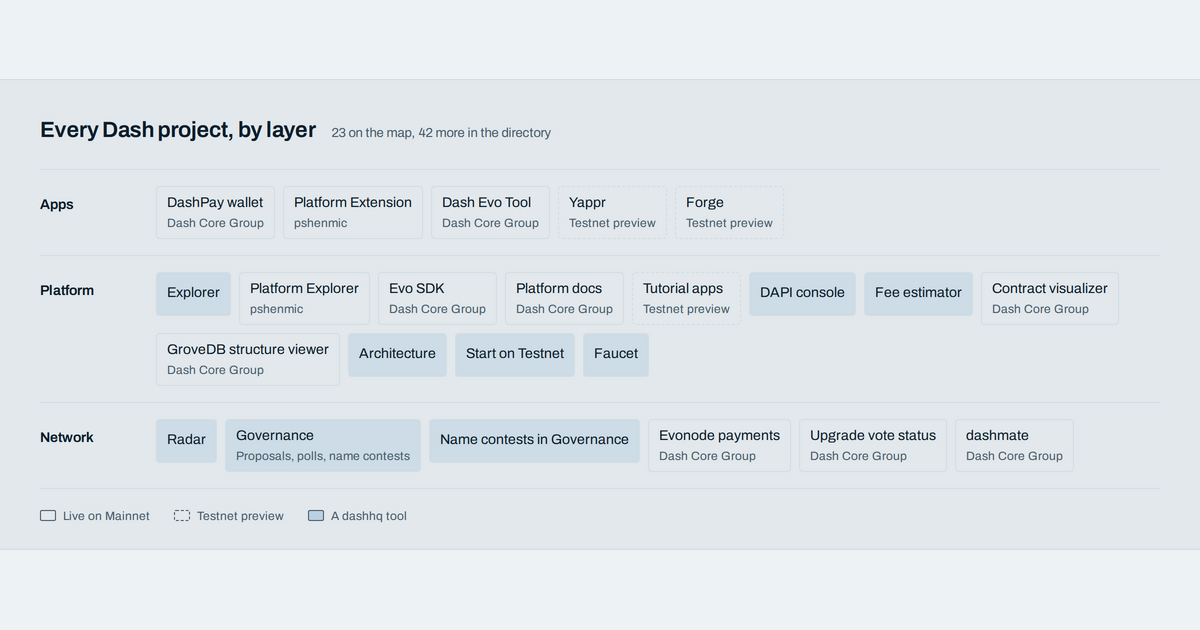 Every Dash project, by layer 23 on the map, 42 more in the directory
Apps
DashPay wallet
Dash Core Group
Platform Extension
pshenmic
Dash Evo Tool
Dash Core Group
Yappr
Testnet preview
Forge
Testnet preview
Platform
Explorer
Platform Explorer
pshenmic
Evo SDK
Dash Core Group
Platform docs
Dash Core Group
Tutorial apps
Testnet preview
DAPI console
Fee estimator
Contract visualizer
Dash Core Group
GroveDB structure viewer
Dash Core Group
Architecture
Start on Testnet
Faucet
Network
Radar
Governance
Proposals, polls, name contests
Name contests in Governance
Evonode payments
Dash Core Group
Upgrade vote status
Dash Core Group
dashmate
Dash Core Group
Live on Mainnet
Testnet preview
A dashhq tool